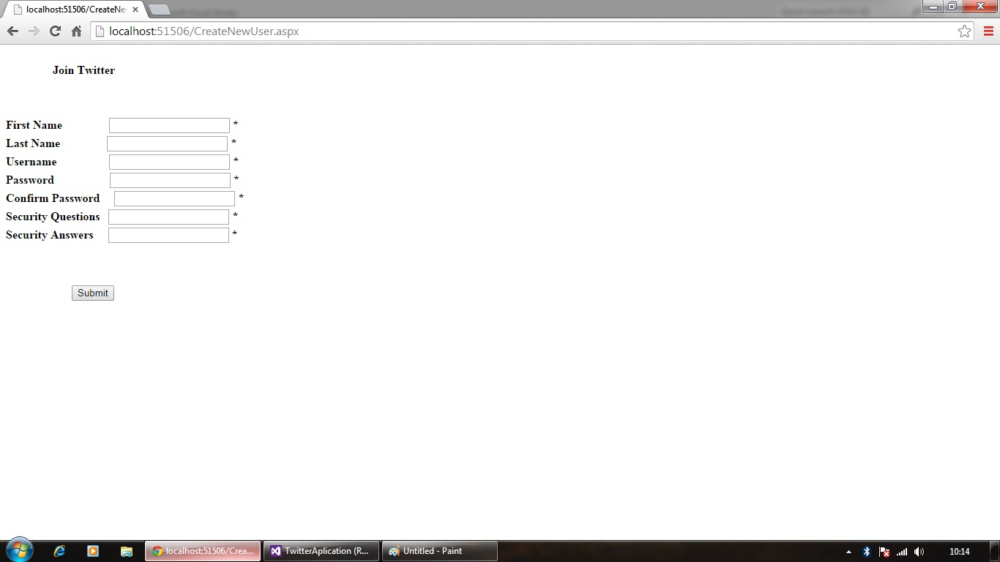 localhost:51506/CreateNe
localhost:51506/CreateNewUser.aspx
Join Twitter
First Name *
Last Name *
Username *
Password *
Confirm Password *
Security Questions *
Security Answers *
Submit
localhost:51506/Crea... TwitterAplication (R... Untitled - Paint 10:14